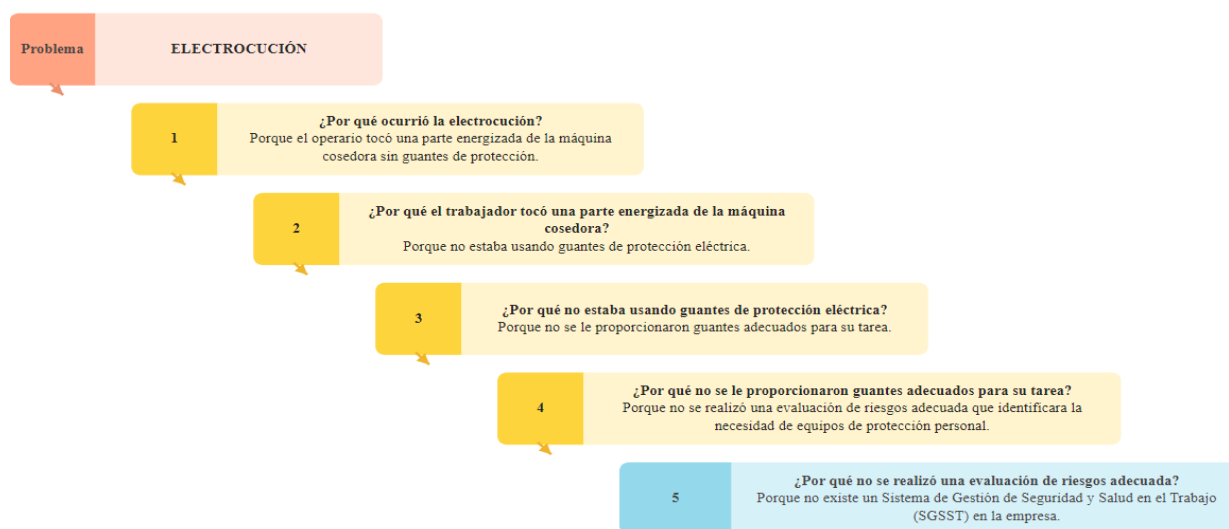 Problema
ELECTROCUCIÓN
1
¿Por qué ocurrió la electrocución?
Porque el operario tocó una parte energizada de la máquina
cosedora sin guantes de protección.
2
¿Por qué el trabajador tocó una parte energizada de la máquina
cosedora?
Porque no estaba usando guantes de protección eléctrica.
3
¿Por qué no estaba usando guantes de protección eléctrica?
Porque no se le proporcionaron guantes adecuados para su tarea.
4
¿Por qué no se le proporcionaron guantes adecuados para su tarea?
Porque no se realizó una evaluación de riesgos adecuada que identificara la
necesidad de equipos de protección personal.
5
¿Por qué no se realizó una evaluación de riesgos adecuada?
Porque no existe un Sistema de Gestión de Seguridad y Salud en el Trabajo
(SGSST) en la empresa.